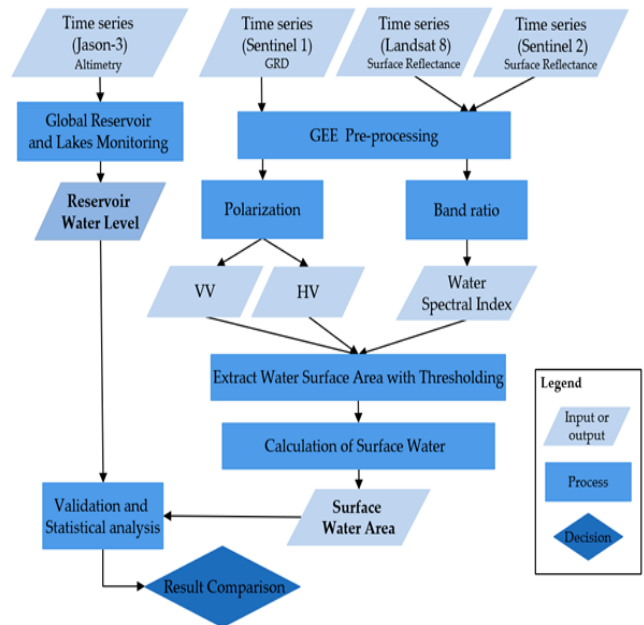 Time series
(Jason-3)
Altimetry
Time series
(Sentinel 1)
GRD
Time series
(Landsat 8)
Surface Reflectance
Time series
(Sentinel 2)
Surface Reflectance
Global Reservoir
and Lakes Monitoring
GEE Pre-processing
Reservoir
Water Level
Polarization
Band ratio
VV
HV
Water
Spectral Index
Extract Water Surface Area with Thresholding
Calculation of Surface Water
Validation and
Statistical analysis
Surface
Water Area
Result Comparison
Legend
Input or
output
Process
Decision